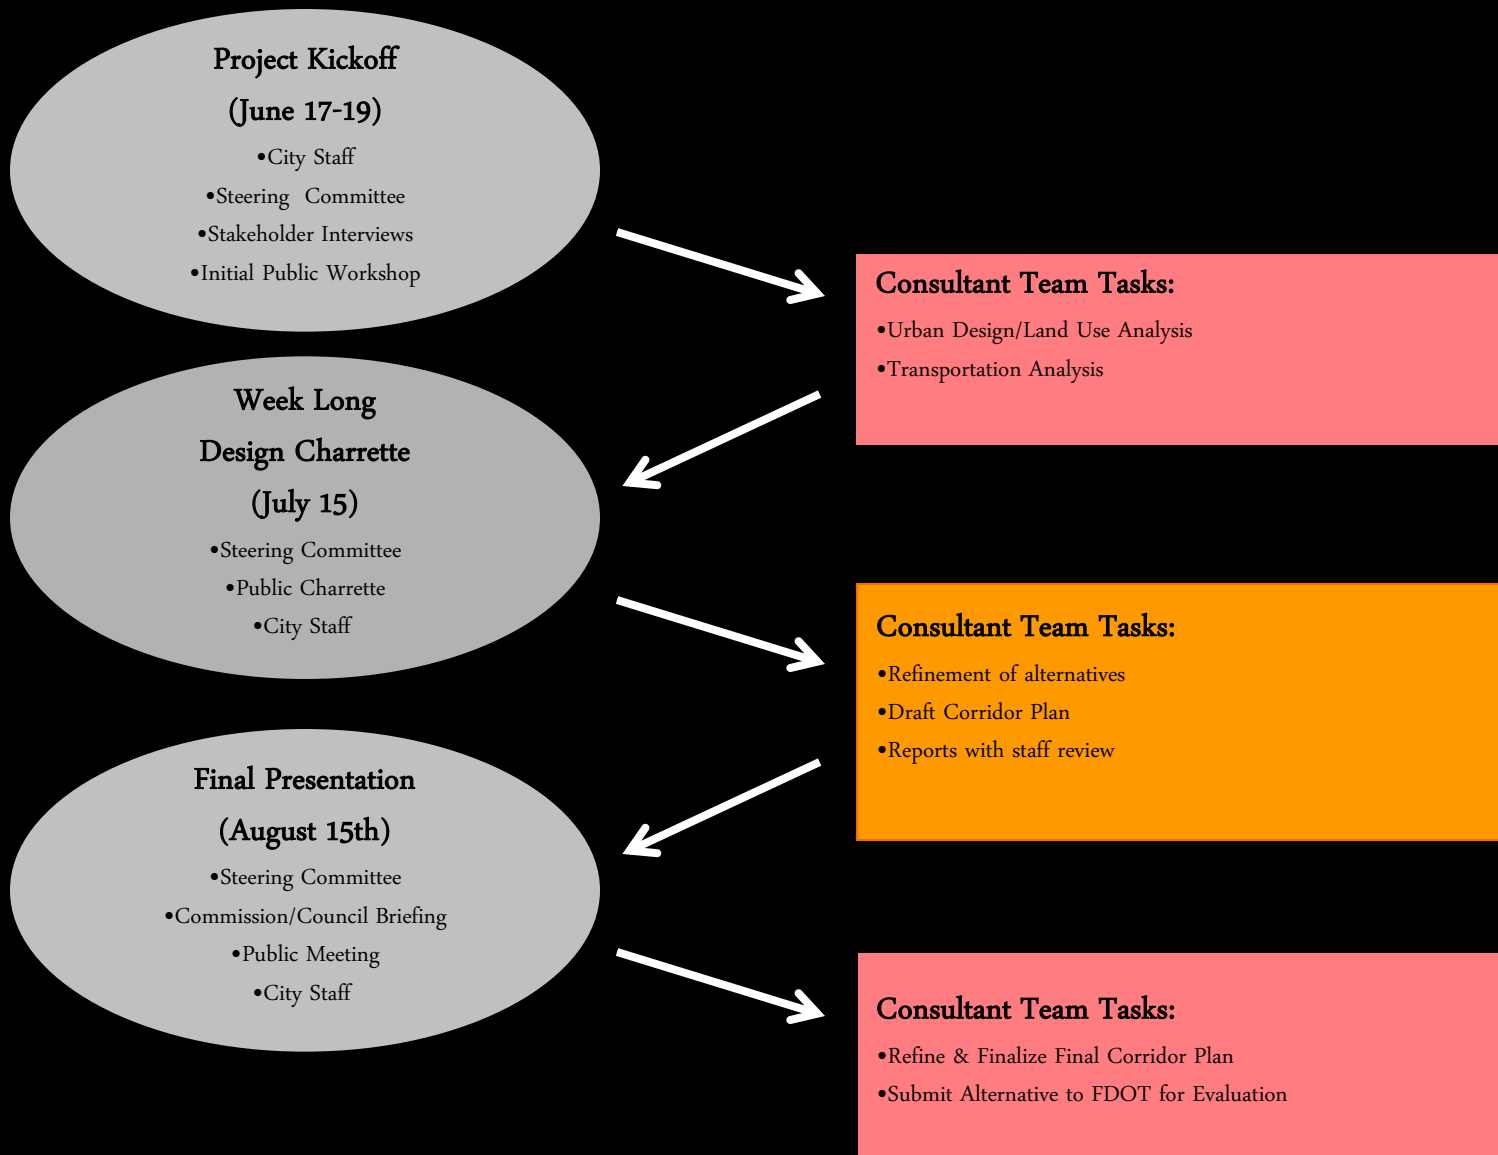 Project Kickoff
(June 17-19)
•City Staff
•Steering  Committee
•Stakeholder Interviews
•Initial Public Workshop
Consultant Team Tasks:
•Urban Design/Land Use Analysis
•Transportation Analysis
Week Long
Design Charrette
(July 15)
•Steering Committee
•Public Charrette
•City Staff
Consultant Team Tasks:
•Refinement of alternatives
•Draft Corridor Plan
•Reports with staff review
Final Presentation
(August 15th)
•Steering Committee
•Commission/Council Briefing
•Public Meeting
•City Staff
Consultant Team Tasks:
•Refine & Finalize Final Corridor Plan
•Submit Alternative to FDOT for Evaluation